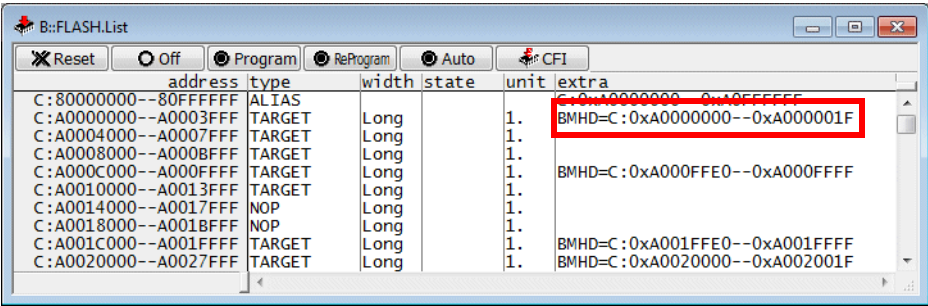 B::FLASH.List
Reset Off Program ReProgram Auto CFI
address type width state unit extra
C:80000000--80FFFFFF ALIAS C:0xA0000000--0xA0FFFFFF
C:A0000000--A0003FFF TARGET Long 1. BMHD=C:0xA0000000--0xA000001F
C:A0004000--A0007FFF TARGET Long 1.
C:A0008000--A000BFFF TARGET Long 1.
C:A000C000--A000FFFF TARGET Long 1. BMHD=C:0xA000FFE0--0xA000FFFF
C:A0010000--A0013FFF TARGET Long 1.
C:A0014000--A0017FFF NOP Long 1.
C:A0018000--A001BFFF NOP Long 1.
C:A001C000--A001FFFF TARGET Long 1. BMHD=C:0xA001FFE0--0xA001FFFF
C:A0020000--A0027FFF TARGET Long 1. BMHD=C:0xA0020000--0xA002001F